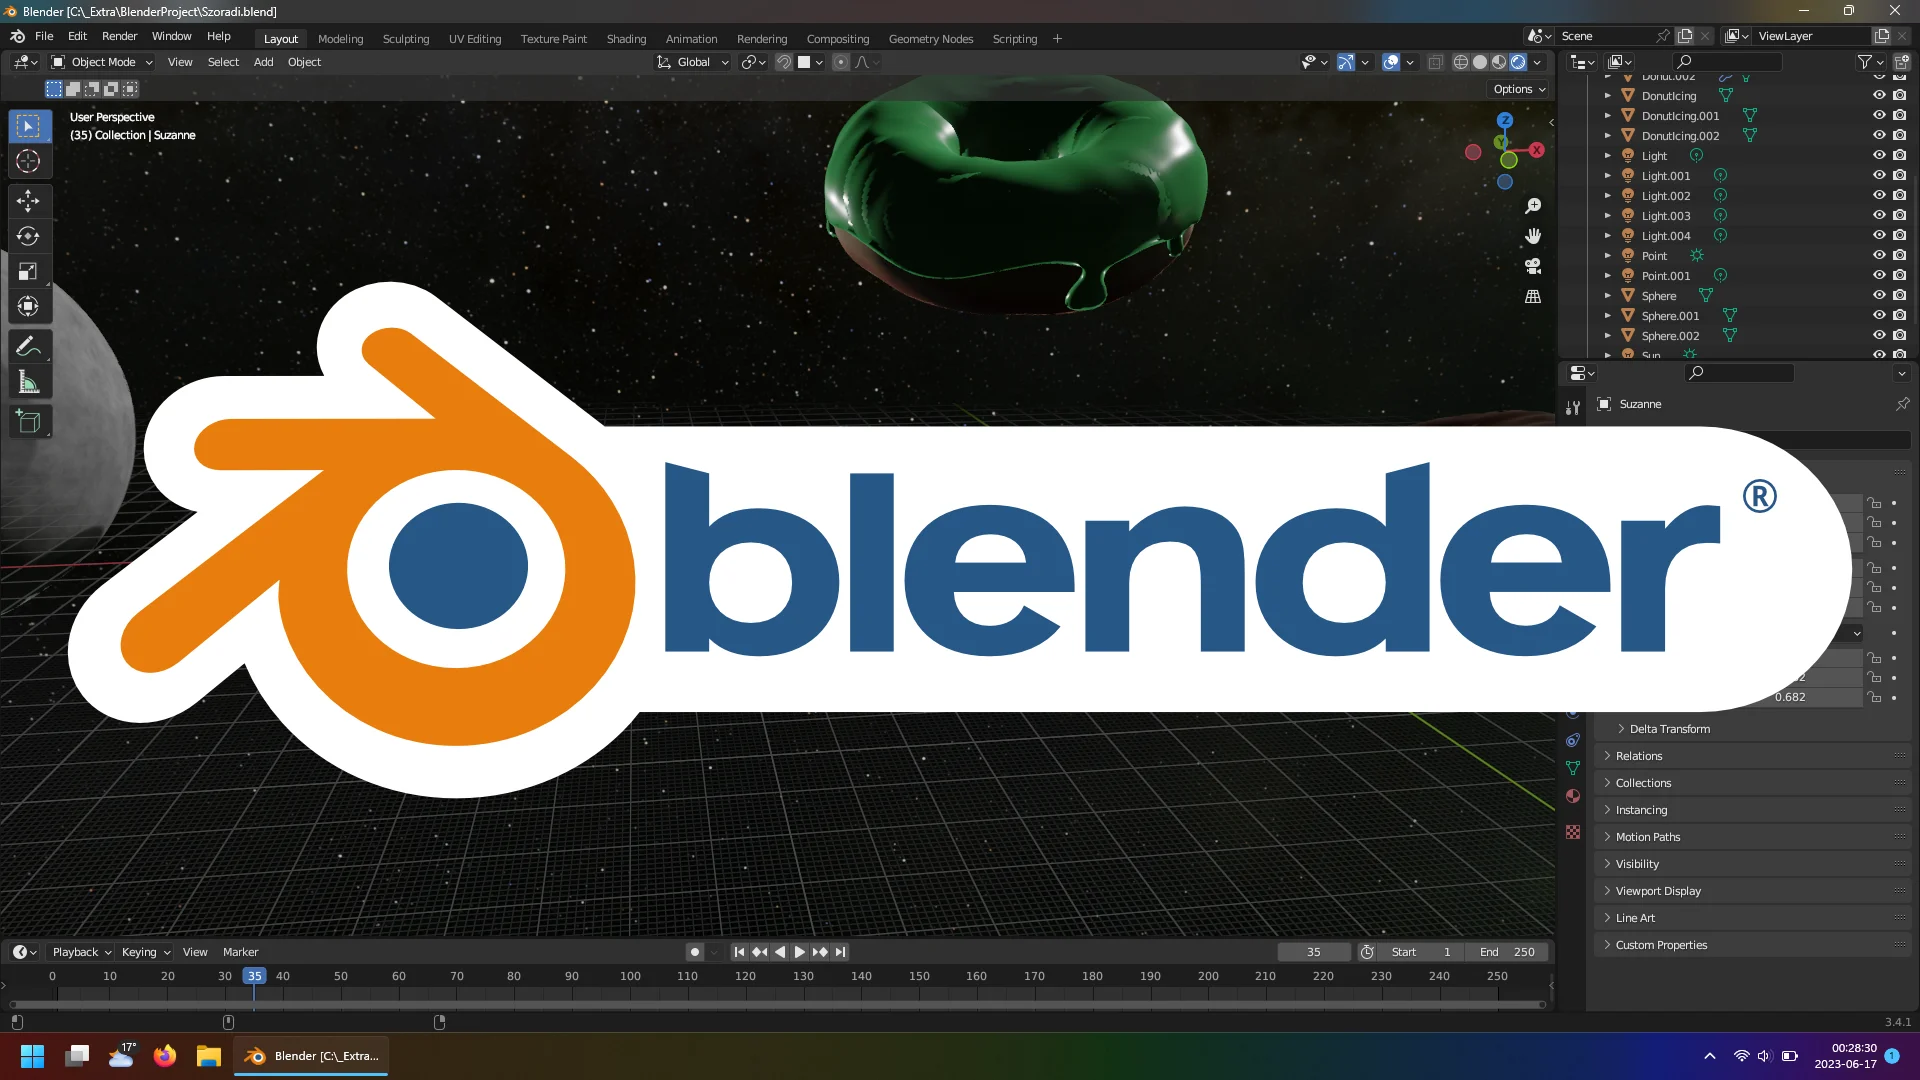 Blender [C:\_Extra\BlenderProject\Szoradi.blend]
File Edit Render Window Help
Layout Modeling Sculpting UV Editing Texture Paint Shading Animation Rendering Compositing Geometry Nodes Scripting +
Scene
ViewLayer
Object Mode View Select Add Object
Global
Options
User Perspective
(35) Collection | Suzanne
Z
Y
X
Donut.002
DonutIcing
DonutIcing.001
DonutIcing.002
Light
Light.001
Light.002
Light.003
Light.004
Point
Point.001
Sphere
Sphere.001
Sphere.002
Sun
Suzanne
blender ®
0.682
Delta Transform
Relations
Collections
Instancing
Motion Paths
Visibility
Viewport Display
Line Art
Custom Properties
Playback Keying View Marker
35 Start 1 End 250
0 10 20 30 35 40 50 60 70 80 90 100 110 120 130 140 150 160 170 180 190 200 210 220 230 240 250
3.4.1
17°
Blender [C:\_Extra...
00:28:30
2023-06-17
1